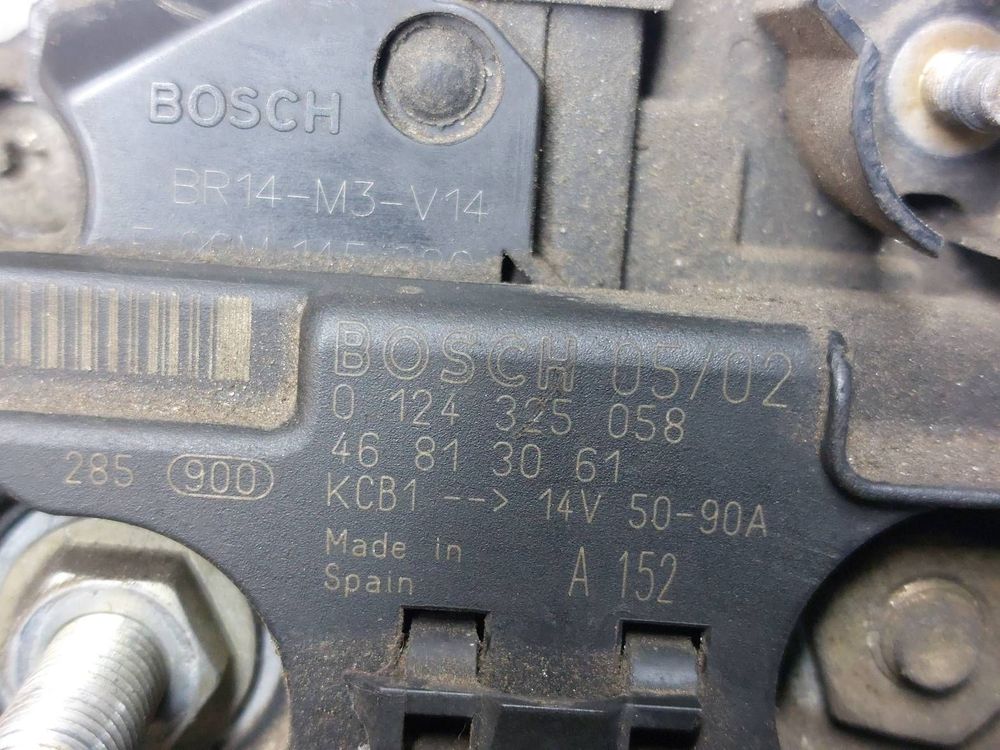 BOSCH
BR14-M3-V14
BOSCH 05/02
0 124 325 058
46 81 30 61
285 900
KCB1 --> 14V 50-90A
Made in
Spain
A 152